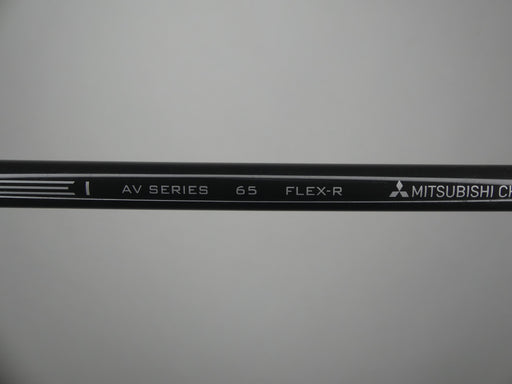 AV SERIES 65 FLEX-R MITSUBISHI CH